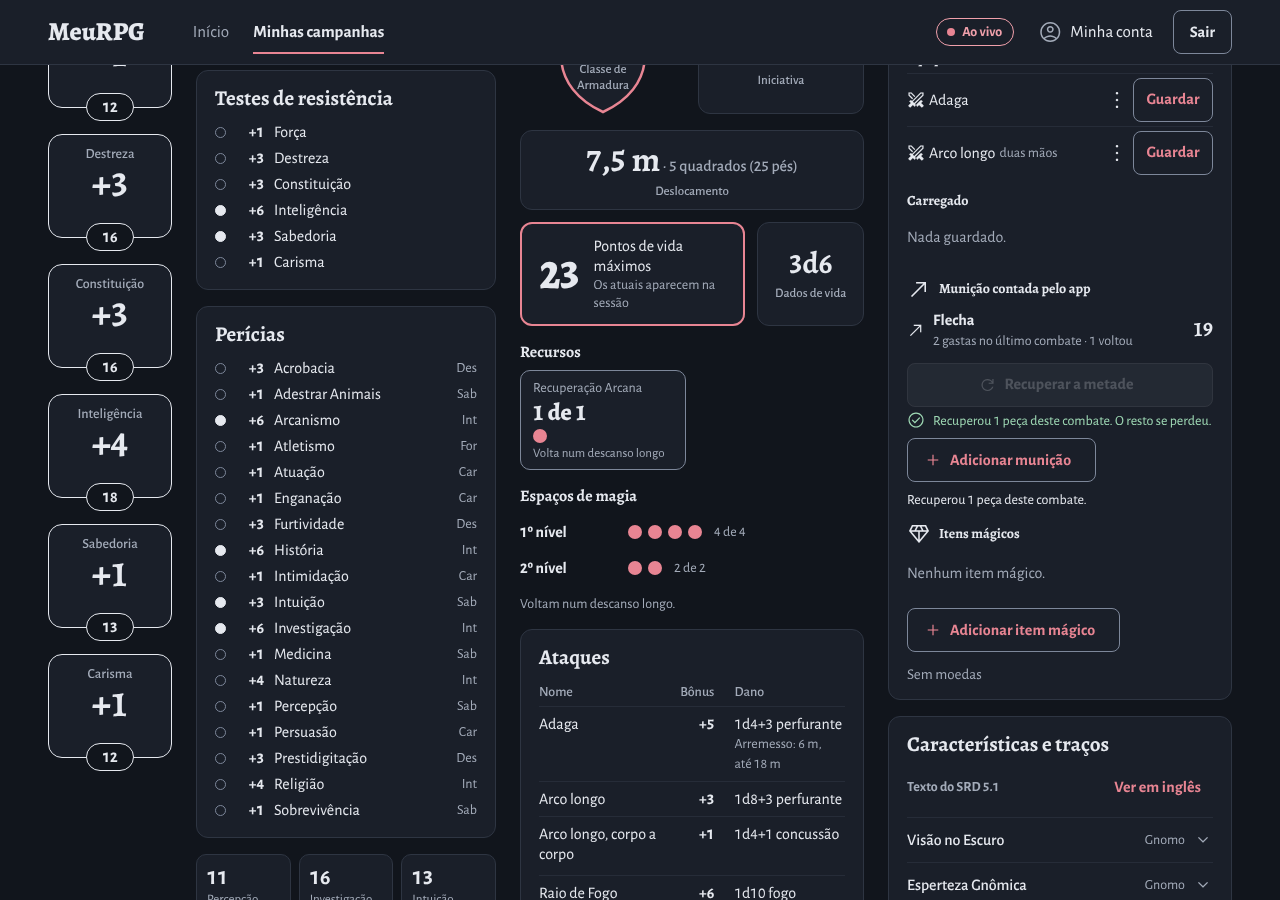 MeuRPG
Início
Minhas campanhas
Ao vivo
Minha conta
Sair
12
Destreza
+3
16
Constituição
+3
16
Inteligência
+4
18
Sabedoria
+1
13
Carisma
+1
12
Testes de resistência
+1 Força
+3 Destreza
+3 Constituição
+6 Inteligência
+3 Sabedoria
+1 Carisma
Perícias
+3 Acrobacia Des
+1 Adestrar Animais Sab
+6 Arcanismo Int
+1 Atletismo For
+1 Atuação Car
+1 Enganação Car
+3 Furtividade Des
+6 História Int
+1 Intimidação Car
+3 Intuição Sab
+6 Investigação Int
+1 Medicina Sab
+4 Natureza Int
+1 Percepção Sab
+1 Persuasão Car
+3 Prestidigitação Des
+4 Religião Int
+1 Sobrevivência Sab
11
Percepção
16
Investigação
13
Intuição
Classe de
Armadura
Iniciativa
7,5 m · 5 quadrados (25 pés)
Deslocamento
23
Pontos de vida
máximos
Os atuais aparecem na
sessão
3d6
Dados de vida
Recursos
Recuperação Arcana
1 de 1
Volta num descanso longo
Espaços de magia
1º nível 4 de 4
2º nível 2 de 2
Voltam num descanso longo.
Ataques
Nome Bônus Dano
Adaga +5 1d4+3 perfurante
Arremesso: 6 m,
até 18 m
Arco longo +3 1d8+3 perfurante
Arco longo, corpo a
corpo
+1 1d4+1 concussão
Raio de Fogo +6 1d10 fogo
Adaga Guardar
Arco longo duas mãos Guardar
Carregado
Nada guardado.
Munição contada pelo app
Flecha
2 gastas no último combate · 1 voltou
19
Recuperar a metade
Recuperou 1 peça deste combate. O resto se perdeu.
+ Adicionar munição
Recuperou 1 peça deste combate.
Itens mágicos
Nenhum item mágico.
+ Adicionar item mágico
Sem moedas
Características e traços
Texto do SRD 5.1
Ver em inglês
Visão no Escuro Gnomo
Esperteza Gnômica Gnomo